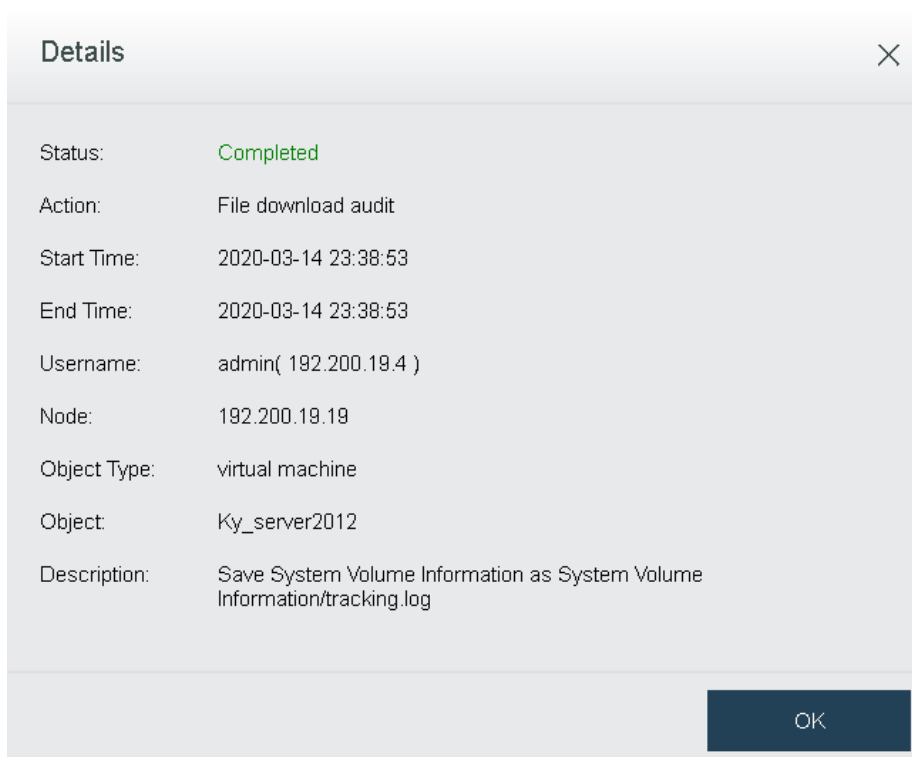 Details
Status: Completed
Action: File download audit
Start Time: 2020-03-14 23:38:53
End Time: 2020-03-14 23:38:53
Username: admin( 192.200.19.4 )
Node: 192.200.19.19
Object Type: virtual machine
Object: Ky_server2012
Description: Save System Volume Information as System Volume
Information/tracking.log
OK